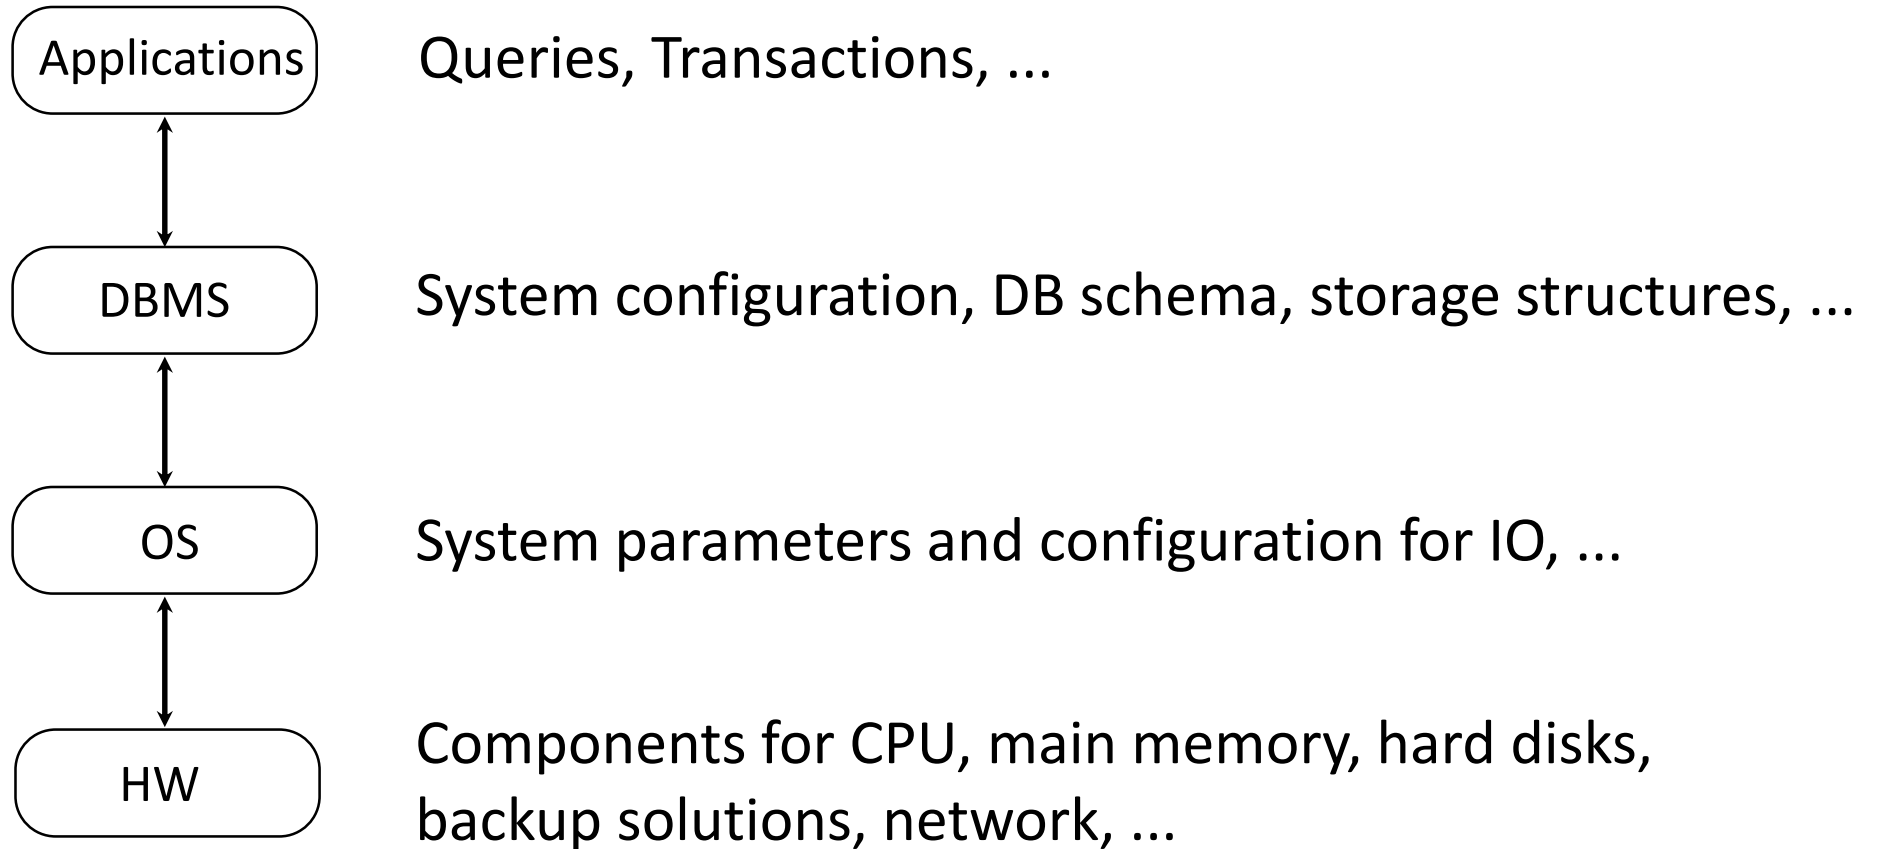 Applications
Queries, Transactions, ...
DBMS
System configuration, DB schema, storage structures, ...
OS
System parameters and configuration for IO, ...
HW
Components for CPU, main memory, hard disks,
backup solutions, network, ...